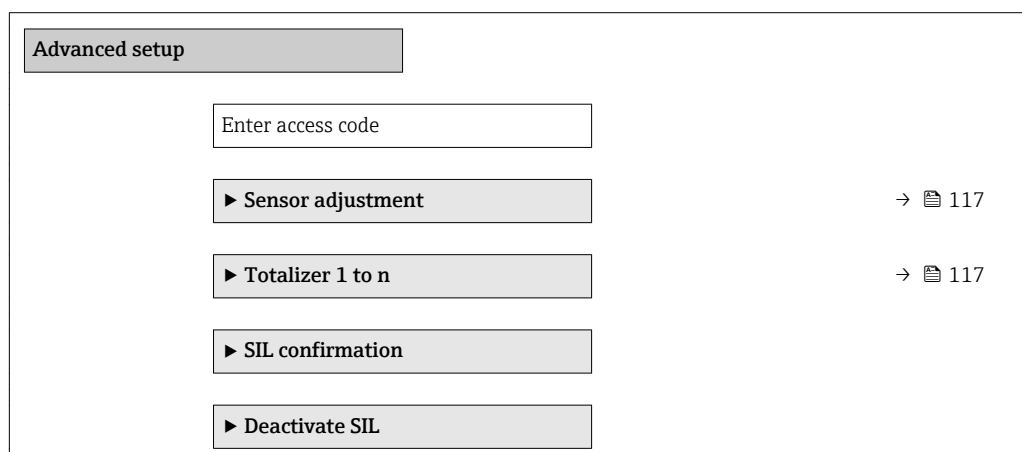 Advanced setup
Enter access code
▶ Sensor adjustment → 117
▶ Totalizer 1 to n → 117
▶ SIL confirmation
▶ Deactivate SIL